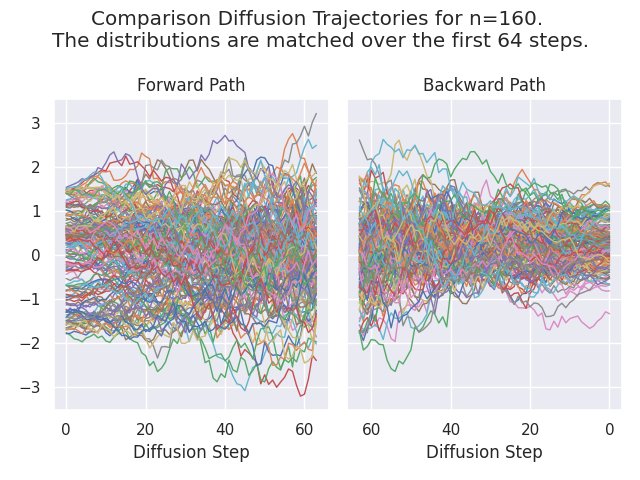 Comparison Diffusion Trajectories for n=160.
The distributions are matched over the first 64 steps.
Forward Path
Backward Path
3
2
1
0
−1
−2
−3
0 20 40 60
60 40 20 0
Diffusion Step
Diffusion Step